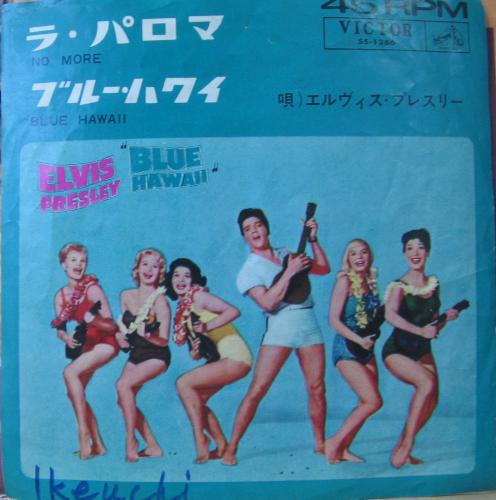 45 RPM
VICTOR
SS-1266
ラ・パロマ
NO MORE
ブルー・ハワイ
BLUE HAWAII
唄)エルヴィス・プレスリー
ELVIS
PRESLEY
"BLUE
HAWAII"
Ikeuchi